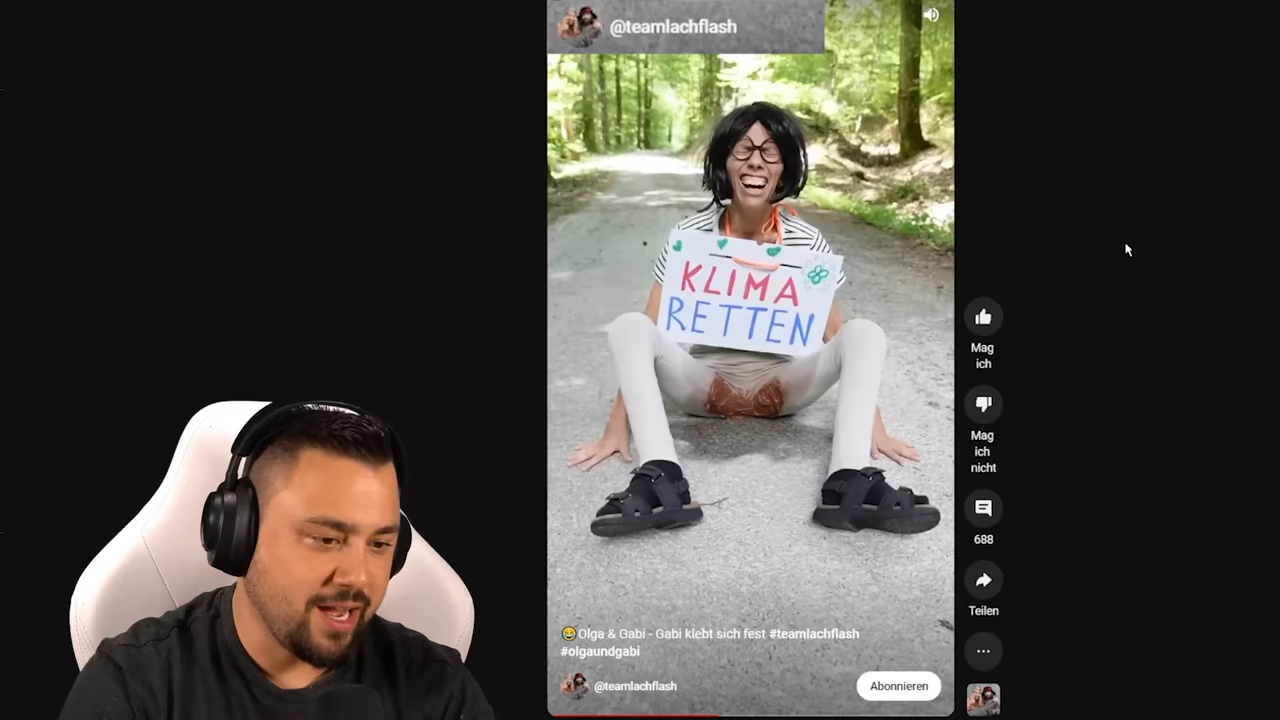 @teamlachflash
KLIMA
RETTEN
Mag
ich
Mag
ich
nicht
688
Teilen
😂Olga & Gabi - Gabi klebt sich fest #teamlachflash
#olgaundgabi
@teamlachflash
Abonnieren